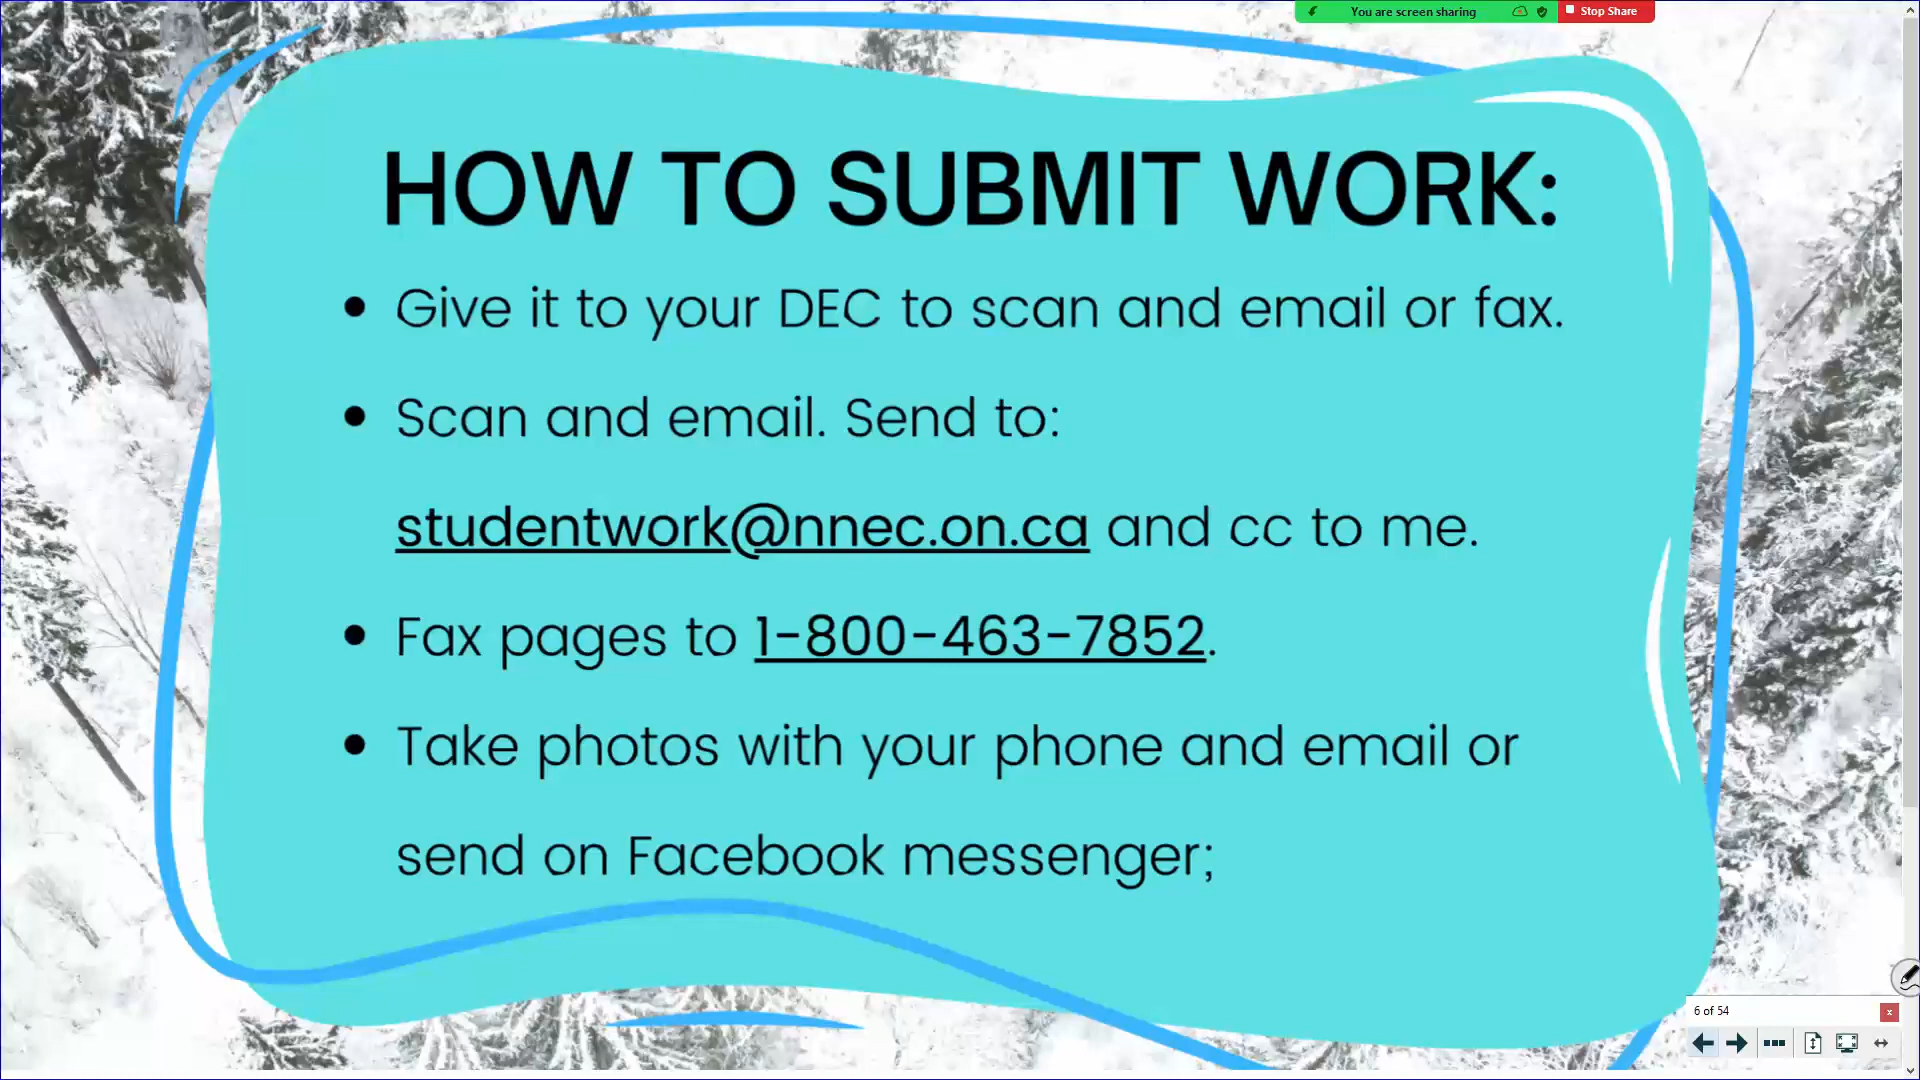 You are screen sharing
Stop Share
HOW TO SUBMIT WORK:
• Give it to your DEC to scan and email or fax.
• Scan and email. Send to:
studentwork@nnec.on.ca and cc to me.
• Fax pages to 1-800-463-7852.
• Take photos with your phone and email or
send on Facebook messenger;
6 of 54